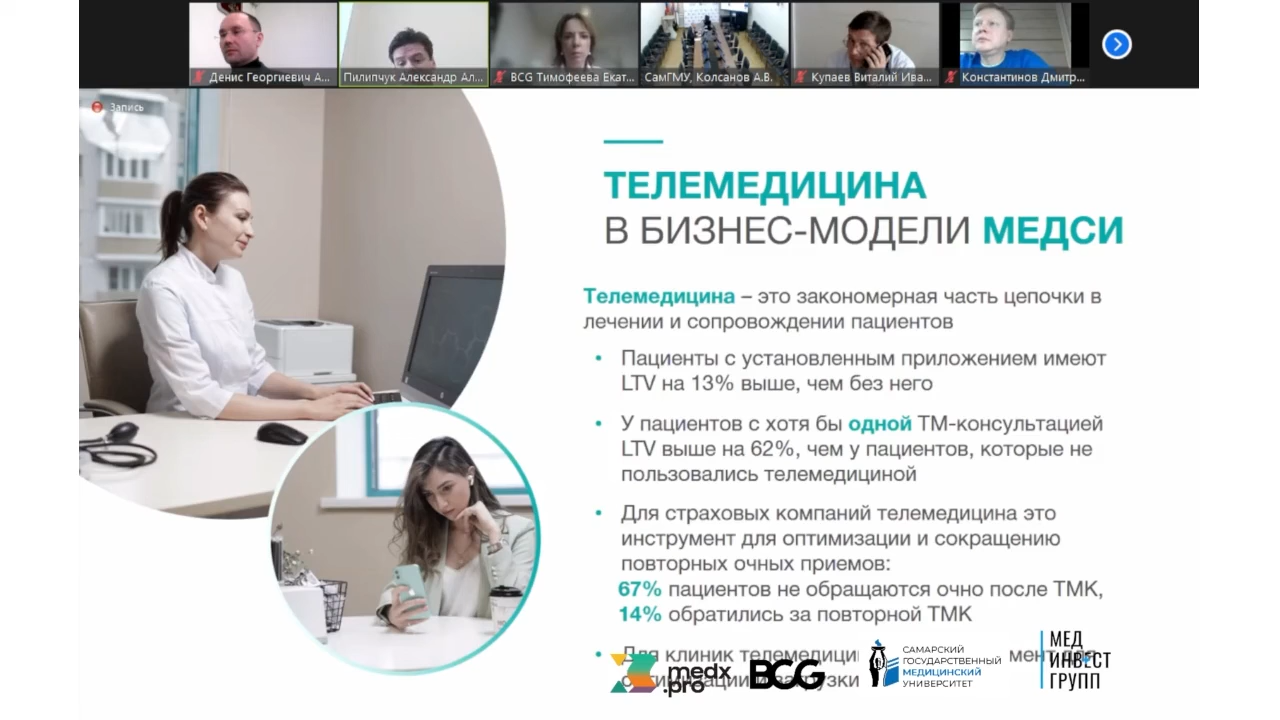 Денис Георгиевич А...
Пилипчук Александр Ал...
BCG Тимофеева Екат...
СамГМУ, Колсанов А.В.
Купаев Виталий Ива...
Константинов Дмитр...
Запись
ТЕЛЕМЕДИЦИНА
В БИЗНЕС-МОДЕЛИ МЕДСИ
Телемедицина – это закономерная часть цепочки в
лечении и сопровождении пациентов
• Пациенты с установленным приложением имеют
LTV на 13% выше, чем без него
• У пациентов с хотя бы одной ТМ-консультацией
LTV выше на 62%, чем у пациентов, которые не
пользовались телемедициной
• Для страховых компаний телемедицина это
инструмент для оптимизации и сокращению
повторных очных приемов:
67% пациентов не обращаются очно после ТМК,
14% обратились за повторной ТМК
• Для клиник телемедици
medx
.pro
BCG
САМАРСКИЙ
ГОСУДАРСТВЕННЫЙ
МЕДИЦИНСКИЙ
УНИВЕРСИТЕТ
МЕД
ИНВЕСТ
ГРУПП